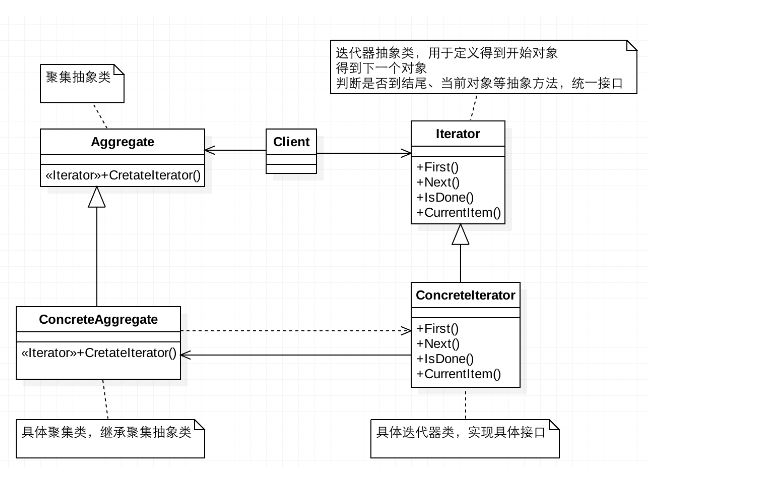 迭代器抽象类，用于定义得到开始对象
得到下一个对象
判断是否到结尾、当前对象等抽象方法，统一接口
聚集抽象类
Aggregate
«Iterator»+CretateIterator()
Client
Iterator
+First()
+Next()
+IsDone()
+CurrentItem()
ConcreteAggregate
«Iterator»+CretateIterator()
ConcreteIterator
+First()
+Next()
+IsDone()
+CurrentItem()
具体聚集类，继承聚集抽象类
具体迭代器类，实现具体接口